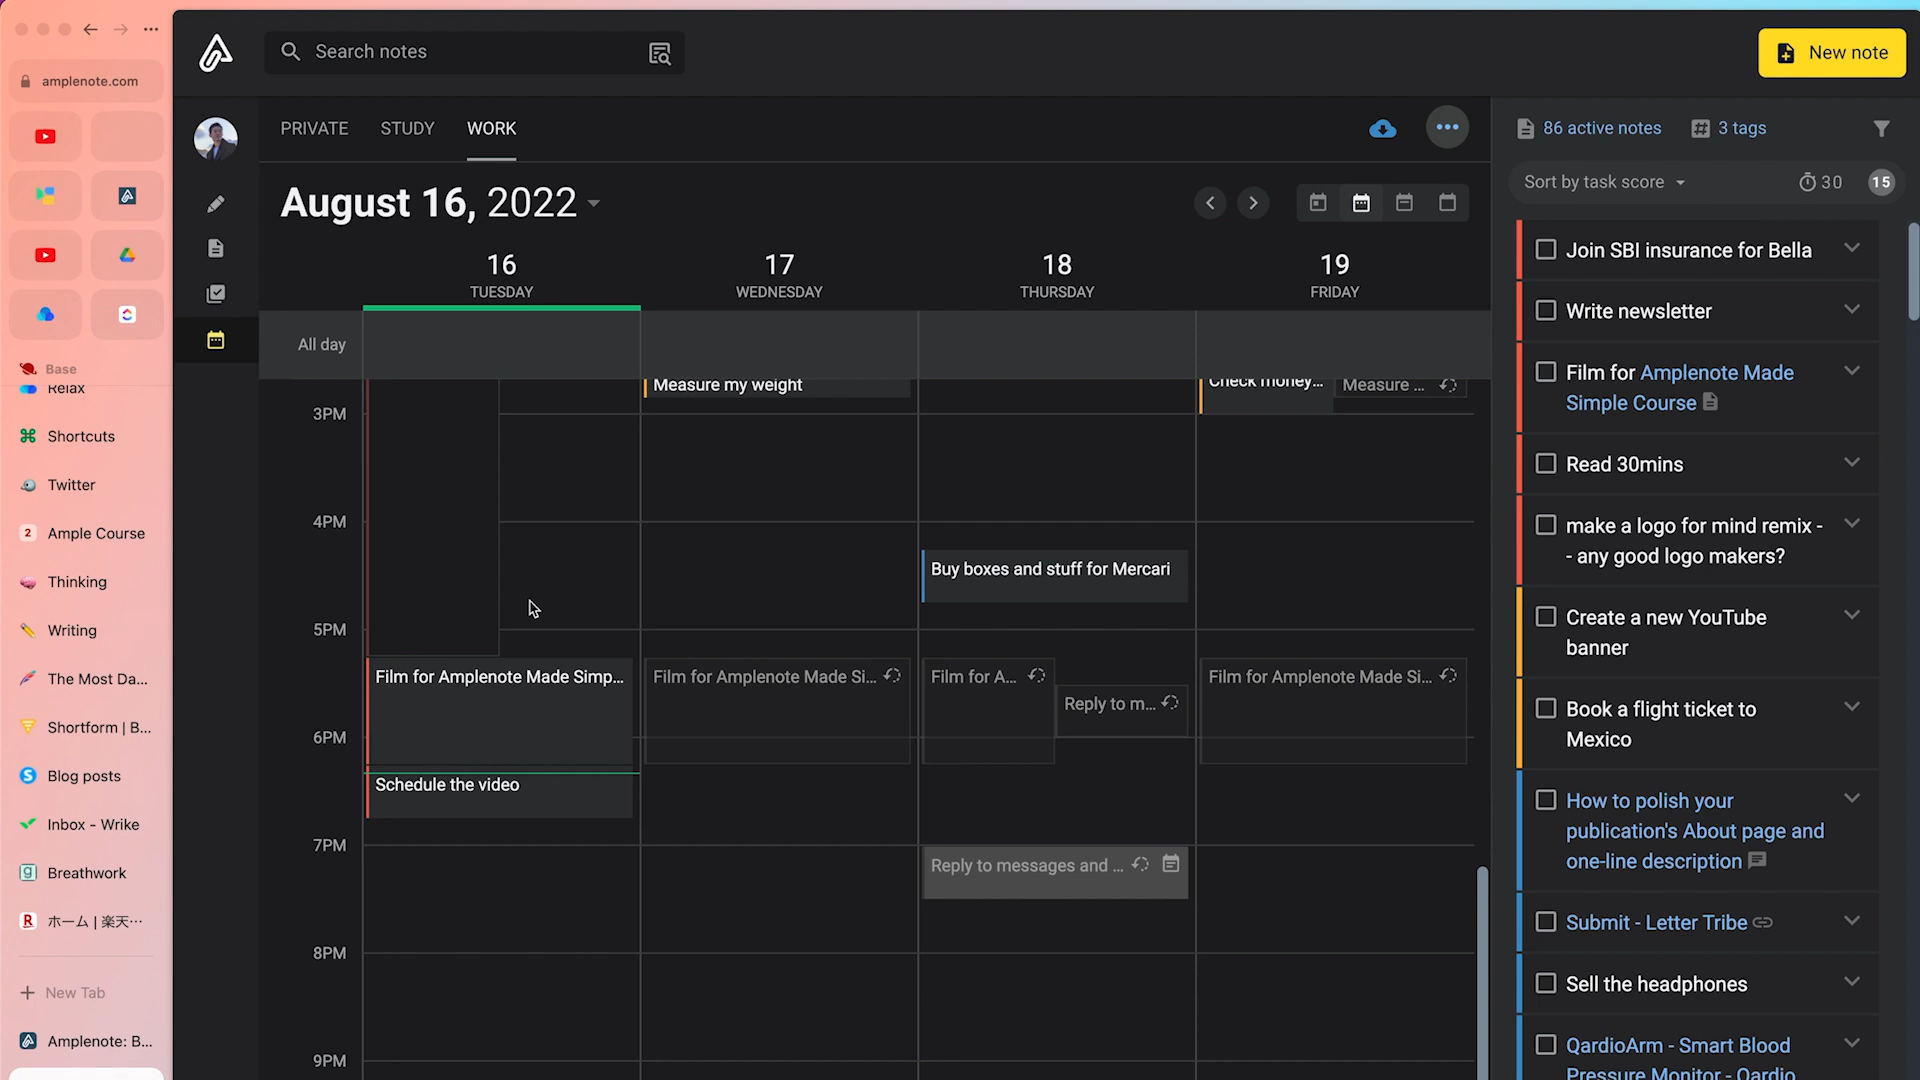 amplenote.com
Base
Relax
Shortcuts
Twitter
2 Ample Course
Thinking
Writing
The Most Da...
Shortform | B...
Blog posts
Inbox - Wrike
Breathwork
R ホーム | 楽天…
New Tab
Amplenote: B...
Search notes
New note
PRIVATE STUDY WORK
August 16, 2022
16 17 18 19
TUESDAY WEDNESDAY THURSDAY FRIDAY
All day
Measure my weight
Check money...
Measure ...
3PM
4PM
Buy boxes and stuff for Mercari
5PM
Film for Amplenote Made Simp...
Film for Amplenote Made Si...
Film for A...
Film for Amplenote Made Si...
Reply to m...
6PM
Schedule the video
7PM
Reply to messages and ...
8PM
9PM
86 active notes 3 tags
Sort by task score 30 15
Join SBI insurance for Bella
Write newsletter
Film for Amplenote Made
Simple Course
Read 30mins
make a logo for mind remix -
- any good logo makers?
Create a new YouTube
banner
Book a flight ticket to
Mexico
How to polish your
publication's About page and
one-line description
Submit - Letter Tribe
Sell the headphones
QardioArm - Smart Blood
Pressure Monitor - Qardio